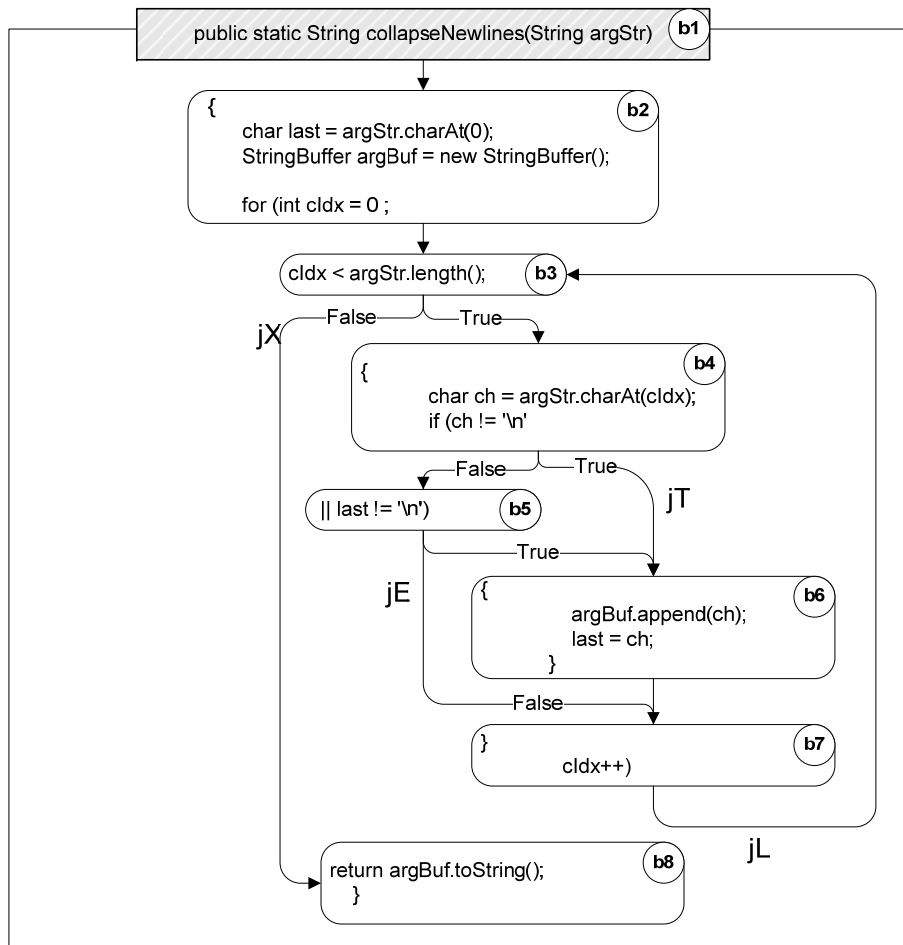 public static String collapseNewlines(String argStr)
b1
{
b2
char last = argStr.charAt(0);
StringBuffer argBuf = new StringBuffer();
for (int cIdx = 0 ;
cIdx < argStr.length();
b3
jX
False
True
{
b4
char ch = argStr.charAt(cIdx);
if (ch != '\n'
False
True
|| last != '\n')
b5
jT
True
jE
{
b6
argBuf.append(ch);
last = ch;
}
False
}
b7
cIdx++)
jL
return argBuf.toString();
b8
}